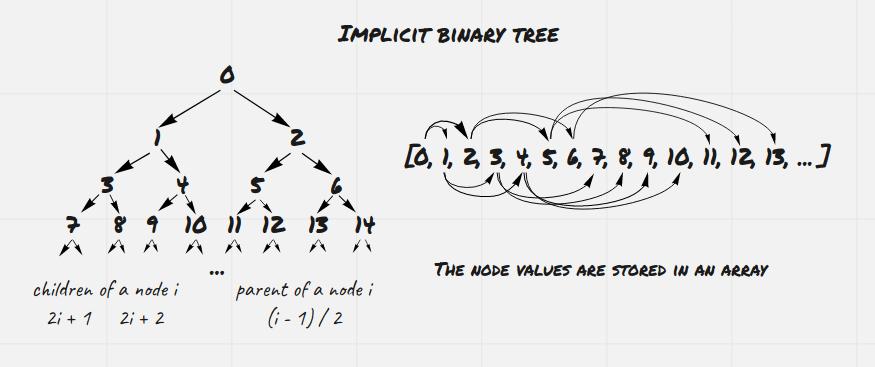 IMPLICIT BINARY TREE
0
1 2
3 4 5 6
7 8 9 10 11 12 13 14
...
children of a node i
2i + 1 2i + 2
parent of a node i
(i - 1) / 2
[0, 1, 2, 3, 4, 5, 6, 7, 8, 9, 10, 11, 12, 13, ...]
THE NODE VALUES ARE STORED IN AN ARRAY